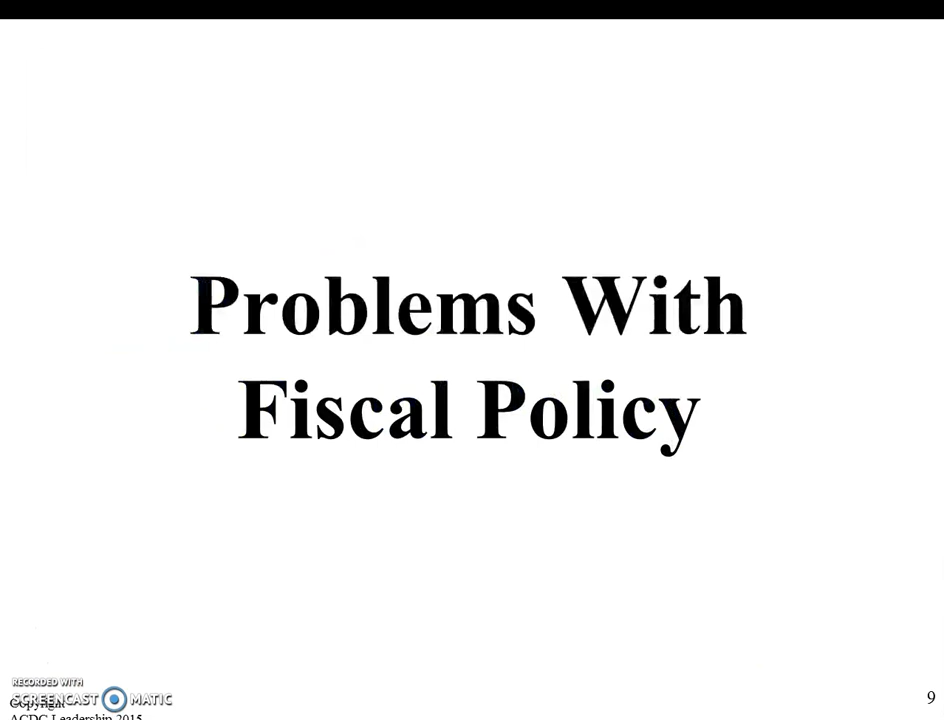 Problems With
Fiscal Policy
RECORDED WITH
SCREENCAST MATIC
Copyright
ACDC Leadership 2015
9